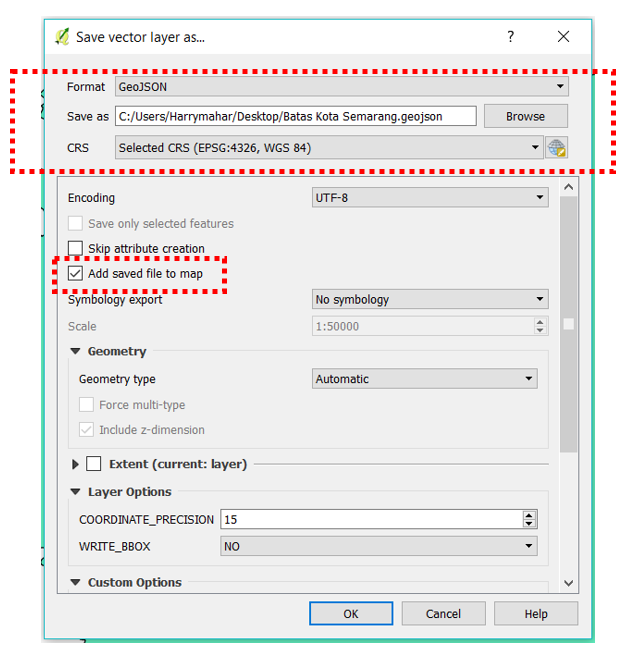 Save vector layer as...
?
Format GeoJSON
Save as C:/Users/Harrymahar/Desktop/Batas Kota Semarang.geojson Browse
CRS Selected CRS (EPSG:4326, WGS 84)
Encoding UTF-8
Save only selected features
Skip attribute creation
Add saved file to map
Symbology export No symbology
Scale 1:50000
Geometry
Geometry type Automatic
Force multi-type
Include z-dimension
Extent (current: layer)
Layer Options
COORDINATE_PRECISION 15
WRITE_BBOX NO
Custom Options
OK Cancel Help